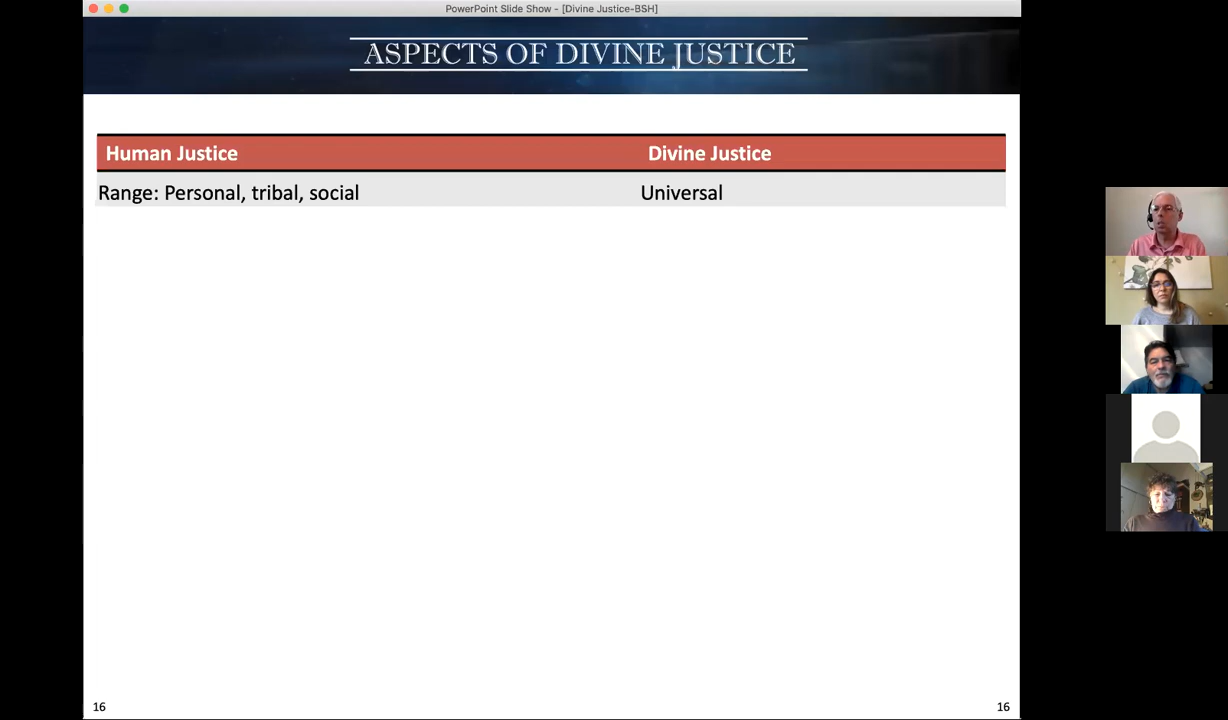 PowerPoint Slide Show - [Divine Justice-BSH]
ASPECTS OF DIVINE JUSTICE
Human Justice Divine Justice
Range: Personal, tribal, social Universal
16 16